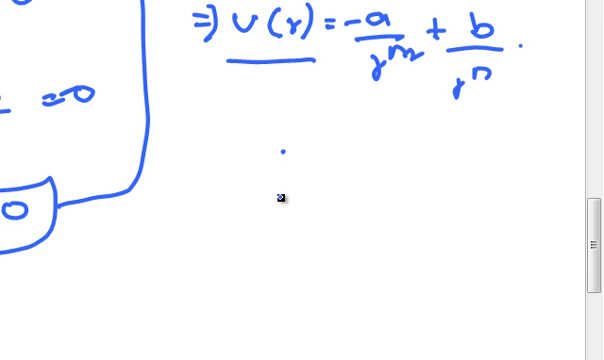 ⇒ U(r) = -a/r^m + b/r^n.
=0
0